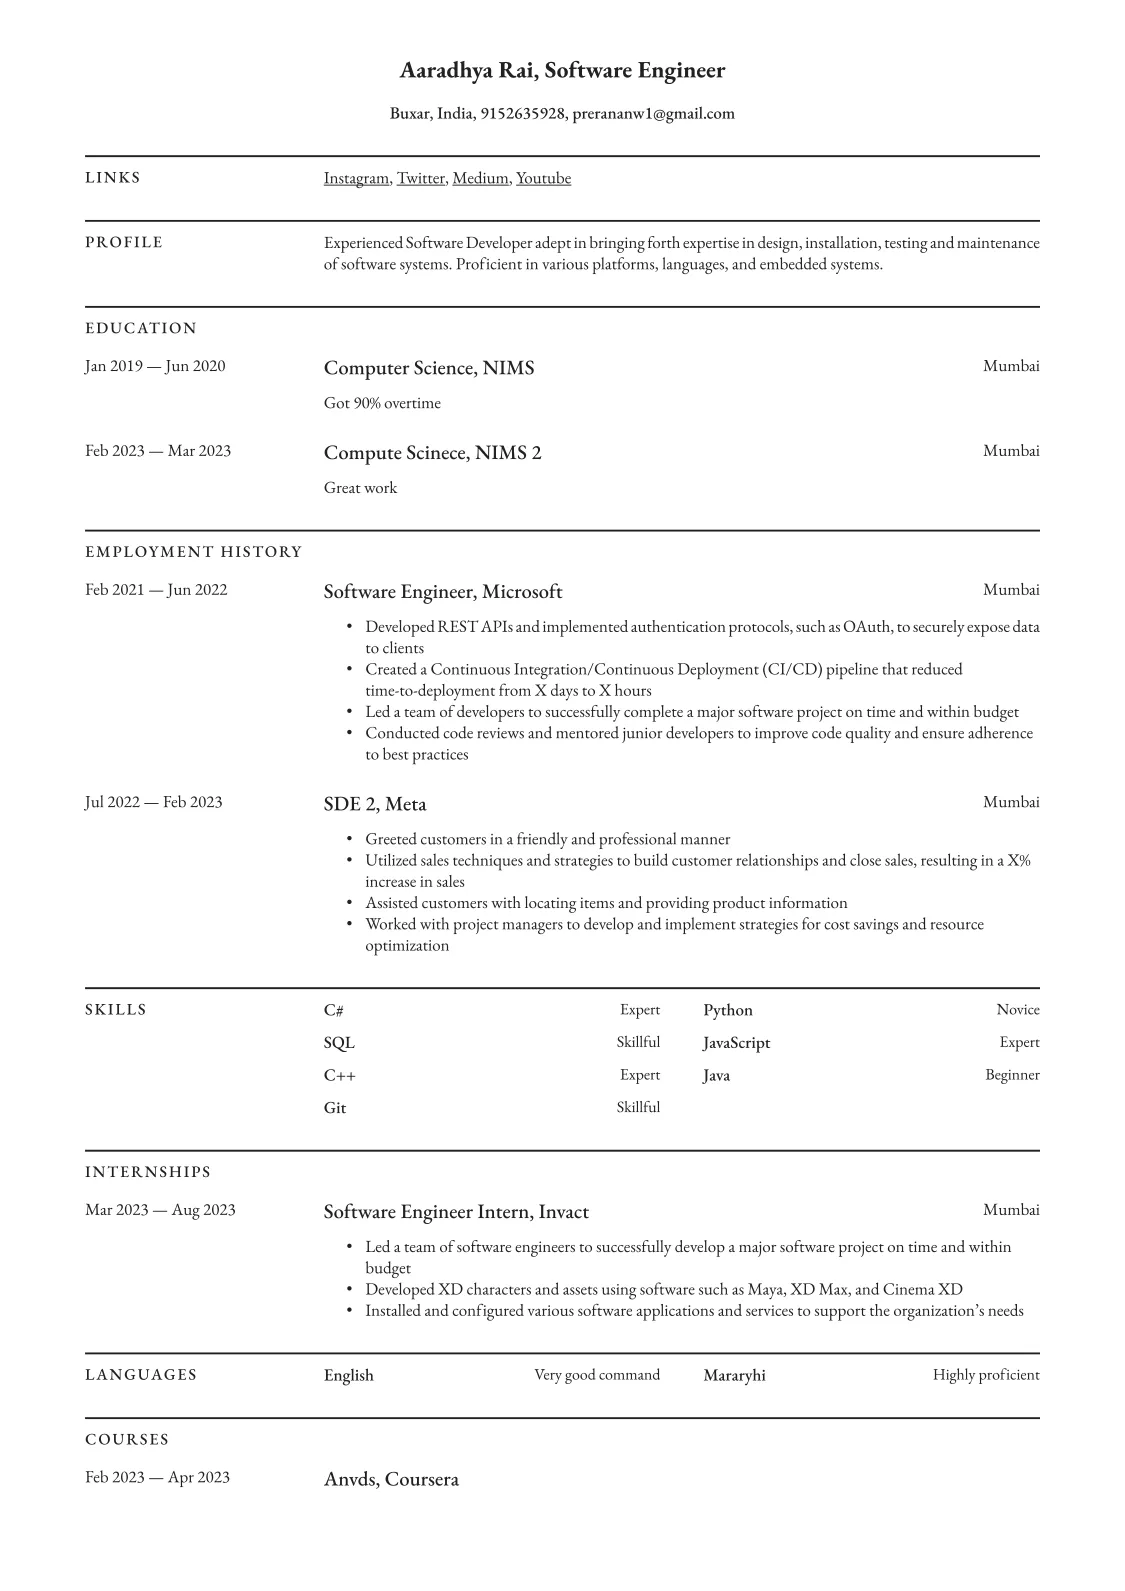 Aaradhya Rai, Software Engineer
Buxar, India, 9152635928, prerananw1@gmail.com
LINKS
Instagram, Twitter, Medium, Youtube
PROFILE
Experienced Software Developer adept in bringing forth expertise in design, installation, testing and maintenance
of software systems. Proficient in various platforms, languages, and embedded systems.
EDUCATION
Jan 2019 — Jun 2020 Computer Science, NIMS Mumbai
Got 90% overtime
Feb 2023 — Mar 2023 Compute Scinece, NIMS 2 Mumbai
Great work
EMPLOYMENT HISTORY
Feb 2021 — Jun 2022 Software Engineer, Microsoft Mumbai
• Developed REST APIs and implemented authentication protocols, such as OAuth, to securely expose data
to clients
• Created a Continuous Integration/Continuous Deployment (CI/CD) pipeline that reduced
time-to-deployment from X days to X hours
• Led a team of developers to successfully complete a major software project on time and within budget
• Conducted code reviews and mentored junior developers to improve code quality and ensure adherence
to best practices
Jul 2022 — Feb 2023 SDE 2, Meta Mumbai
• Greeted customers in a friendly and professional manner
• Utilized sales techniques and strategies to build customer relationships and close sales, resulting in a X%
increase in sales
• Assisted customers with locating items and providing product information
• Worked with project managers to develop and implement strategies for cost savings and resource
optimization
SKILLS C# Expert Python Novice
SQL Skillful JavaScript Expert
C++ Expert Java Beginner
Git Skillful
INTERNSHIPS
Mar 2023 — Aug 2023 Software Engineer Intern, Invact Mumbai
• Led a team of software engineers to successfully develop a major software project on time and within
budget
• Developed XD characters and assets using software such as Maya, XD Max, and Cinema XD
• Installed and configured various software applications and services to support the organization’s needs
LANGUAGES English Very good command Mararyhi Highly proficient
COURSES
Feb 2023 — Apr 2023 Anvds, Coursera